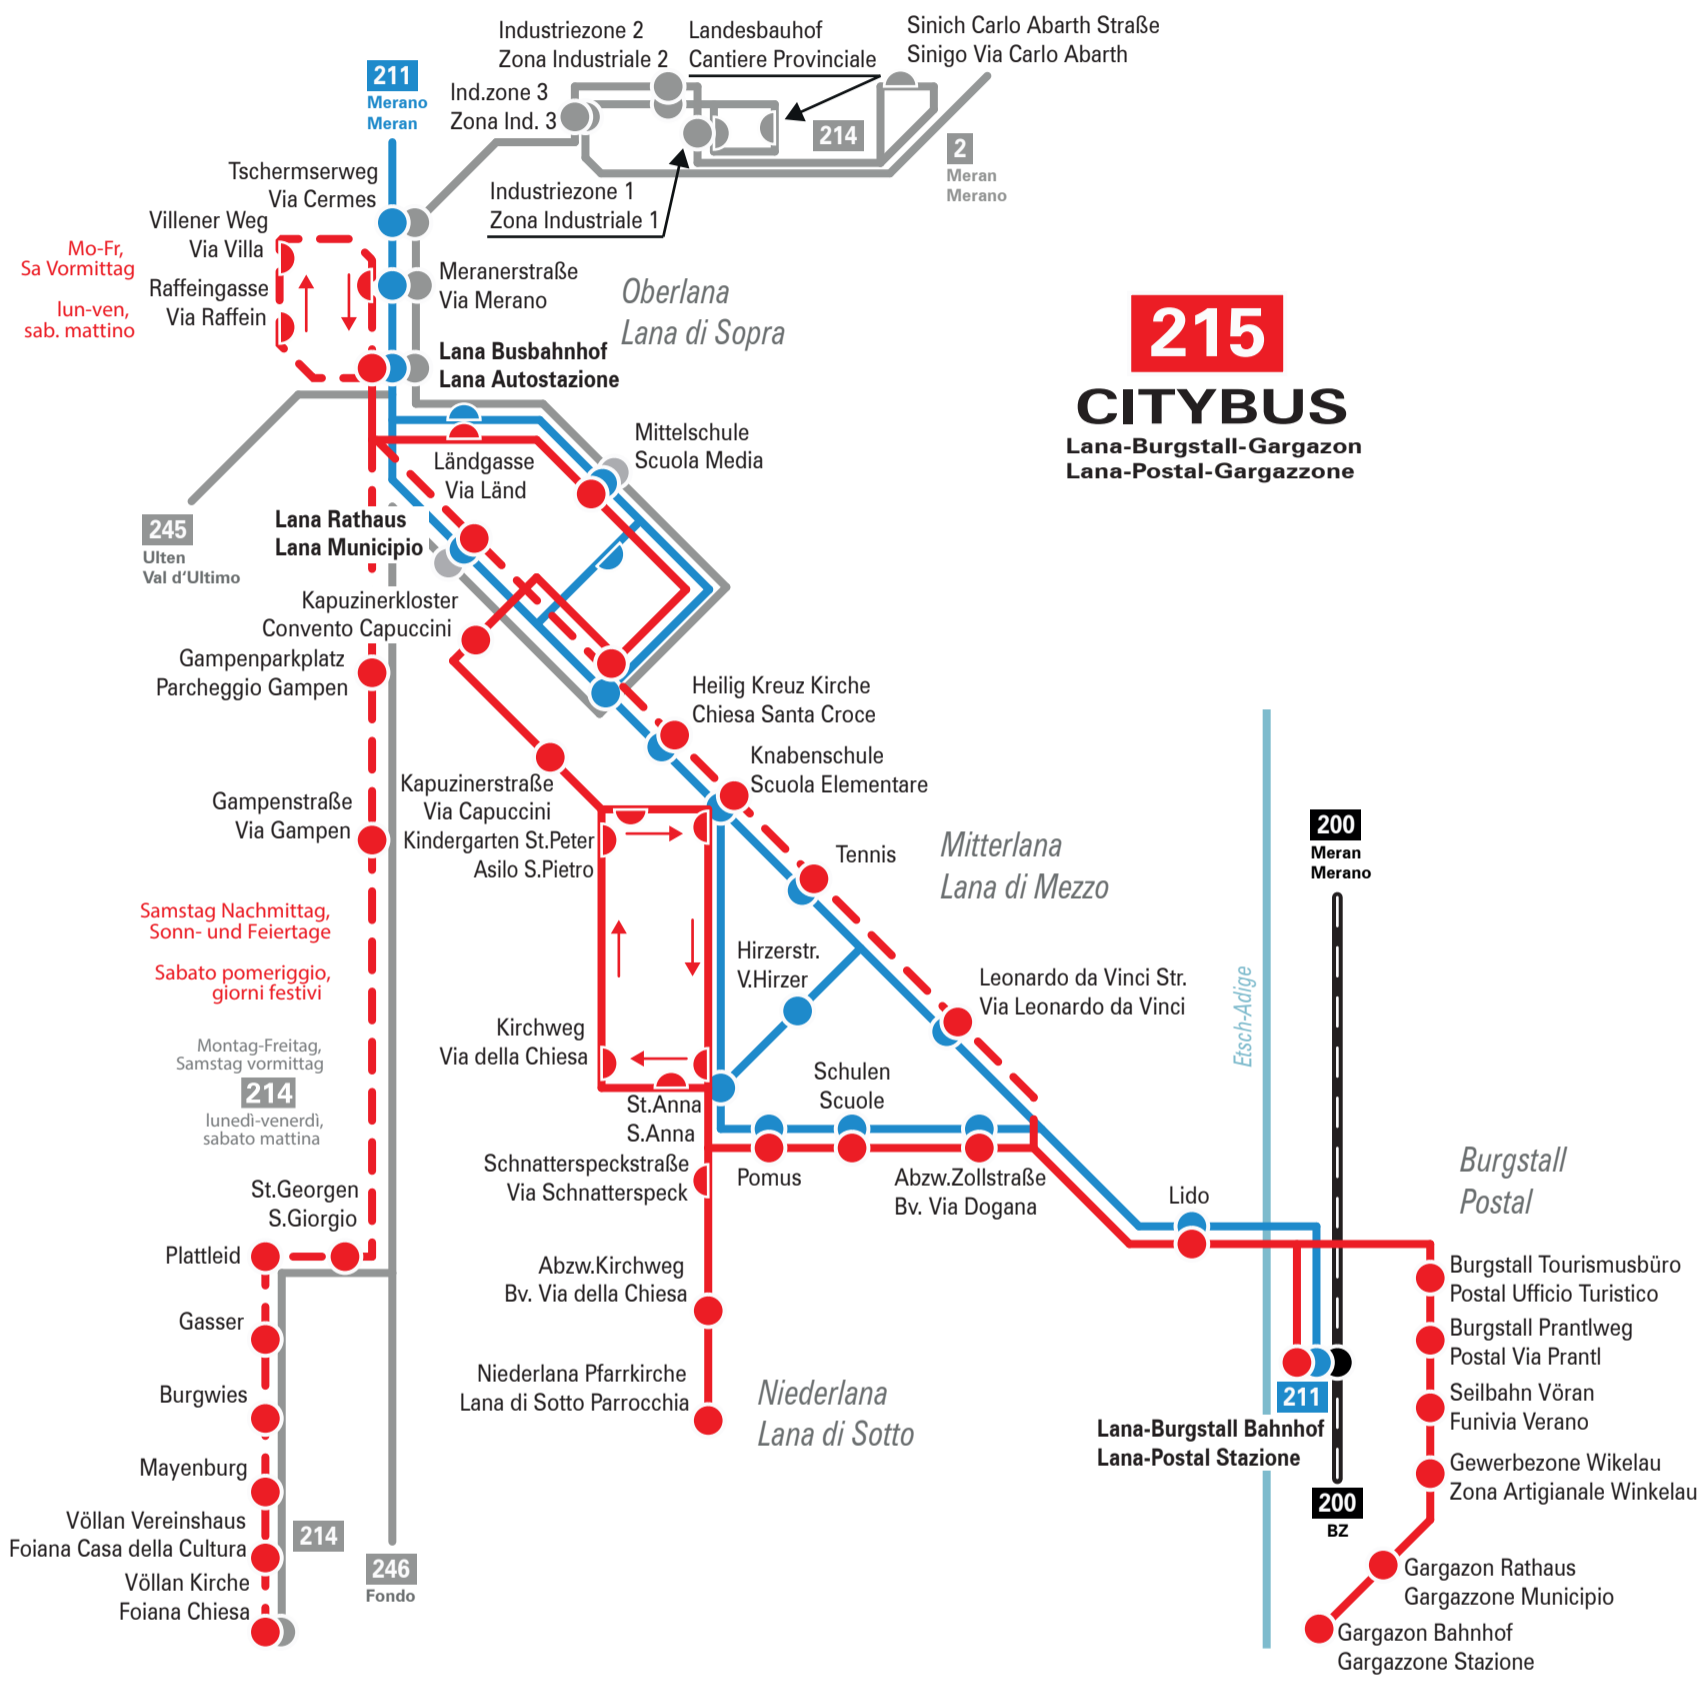 Industriezone 2
Zona Industriale 2
Landesbauhof
Cantiere Provinciale
Sinich Carlo Abarth Straße
Sinigo Via Carlo Abarth
211
Merano
Meran
Ind.zone 3
Zona Ind. 3
214
2
Meran
Merano
Industriezone 1
Zona Industriale 1
Tschermserweg
Via Cermes
Villener Weg
Via Villa
Mo-Fr,
Sa Vormittag
lun-ven,
sab. mattino
Raffeingasse
Via Raffein
Meranerstraße
Via Merano
Oberlana
Lana di Sopra
Lana Busbahnhof
Lana Autostazione
215
CITYBUS
Lana-Burgstall-Gargazon
Lana-Postal-Gargazzone
Mittelschule
Scuola Media
Ländgasse
Via Länd
245
Ulten
Val d‘Ultimo
Lana Rathaus
Lana Municipio
Kapuzinerkloster
Convento Capuccini
Gampenparkplatz
Parcheggio Gampen
Heilig Kreuz Kirche
Chiesa Santa Croce
Knabenschule
Scuola Elementare
Kapuzinerstraße
Via Capuccini
Kindergarten St.Peter
Asilo S.Pietro
Gampenstraße
Via Gampen
Tennis
Mitterlana
Lana di Mezzo
200
Meran
Merano
Samstag Nachmittag,
Sonn- und Feiertage
Sabato pomeriggio,
giorni festivi
Hirzerstr.
V.Hirzer
Leonardo da Vinci Str.
Via Leonardo da Vinci
Etsch-Adige
Kirchweg
Via della Chiesa
Montag-Freitag,
Samstag vormittag
214
lunedì-venerdì,
sabato mattina
Schulen
Scuole
St.Anna
S.Anna
Schnatterspeckstraße
Via Schnatterspeck
Pomus
Abzw.Zollstraße
Bv. Via Dogana
Lido
Burgstall
Postal
St.Georgen
S.Giorgio
Plattleid
Abzw.Kirchweg
Bv. Via della Chiesa
Burgstall Tourismusbüro
Postal Ufficio Turistico
Gasser
Burgstall Prantlweg
Postal Via Prantl
Burgwies
Niederlana Pfarrkirche
Lana di Sotto Parrocchia
Niederlana
Lana di Sotto
211
Lana-Burgstall Bahnhof
Lana-Postal Stazione
Seilbahn Vöran
Funivia Verano
Mayenburg
Gewerbezone Wikelau
Zona Artigianale Winkelau
200
BZ
Völlan Vereinshaus
Foiana Casa della Cultura
214
246
Fondo
Völlan Kirche
Foiana Chiesa
Gargazon Rathaus
Gargazzone Municipio
Gargazon Bahnhof
Gargazzone Stazione